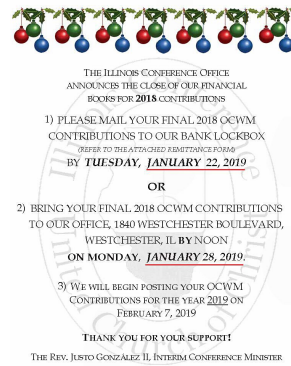 THE ILLINOIS CONFERENCE OFFICE
ANNOUNCES THE CLOSE OF OUR FINANCIAL
BOOKS FOR 2018 CONTRIBUTIONS
1) PLEASE MAIL YOUR FINAL 2018 OCWM
CONTRIBUTIONS TO OUR BANK LOCKBOX
(REFER TO THE ATTACHED REMITTANCE FORM)
BY TUESDAY, JANUARY 22, 2019
OR
2) BRING YOUR FINAL 2018 OCWM CONTRIBUTIONS
TO OUR OFFICE, 1840 WESTCHESTER BOULEVARD,
WESTCHESTER, IL BY NOON
ON MONDAY, JANUARY 28, 2019.
3) WE WILL BEGIN POSTING YOUR OCWM
CONTRIBUTIONS FOR THE YEAR 2019 ON
FEBRUARY 7, 2019
THANK YOU FOR YOUR SUPPORT!
THE REV. JUSTO GONZÁLEZ II, INTERIM CONFERENCE MINISTER